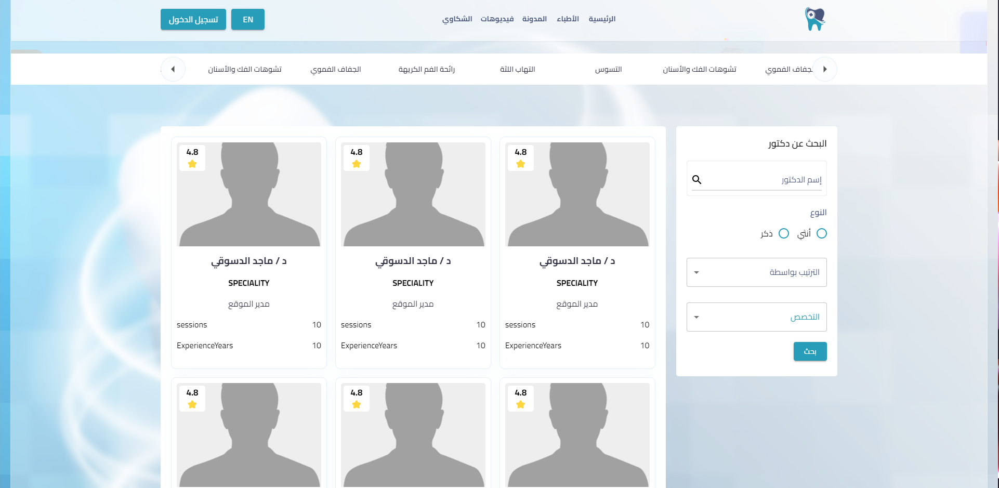 الرئيسية الأطباء المدونة فيديوهات الشكاوي
EN تسجيل الدخول
لجفاف الفموي تشوهات الفك والأسنان التسوس التهاب اللثة رائحة الفم الكريهة الجفاف الفموي تشوهات الفك والأسنان
البحث عن دكتور
إسم الدكتور
النوع
أنثي ذكر
الترتيب بواسطة
التخصص
بحث
4.8 4.8 4.8
د / ماجد الدسوقي د / ماجد الدسوقي د / ماجد الدسوقي
SPECIALITY SPECIALITY SPECIALITY
مدير الموقع مدير الموقع مدير الموقع
sessions 10 sessions 10 sessions 10
ExperienceYears 10 ExperienceYears 10 ExperienceYears 10
4.8 4.8 4.8